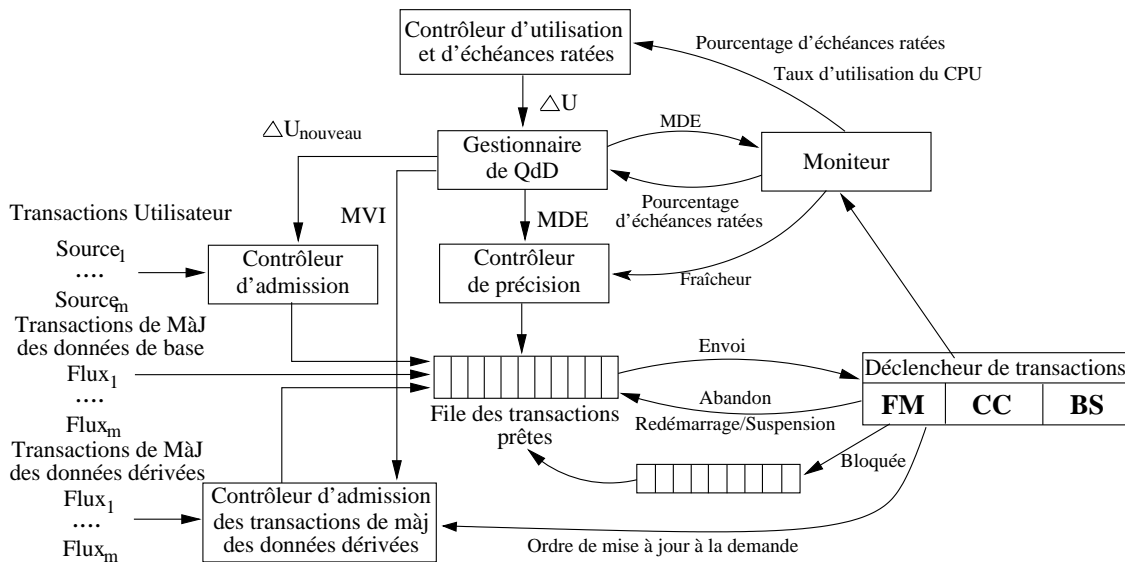 Contrôleur d'utilisation
et d'échéances ratées
Pourcentage d'échéances ratées
Taux d'utilisation du CPU
△U
△Unouveau
MDE
Gestionnaire
de QdD
Moniteur
Pourcentage
d'échéances ratées
Transactions Utilisateur
MVI
MDE
Source1
....
Sourcem
Contrôleur
d'admission
Contrôleur
de précision
Fraîcheur
Transactions de MàJ
des données de base
Flux1
....
Fluxm
Envoi
Déclencheur de transactions
FM
CC
BS
Abandon
Redémarrage/Suspension
File des transactions
prêtes
Bloquée
Transactions de MàJ
des données dérivées
Flux1
....
Fluxm
Contrôleur d'admission
des transactions de màj
des données dérivées
Ordre de mise à jour à la demande